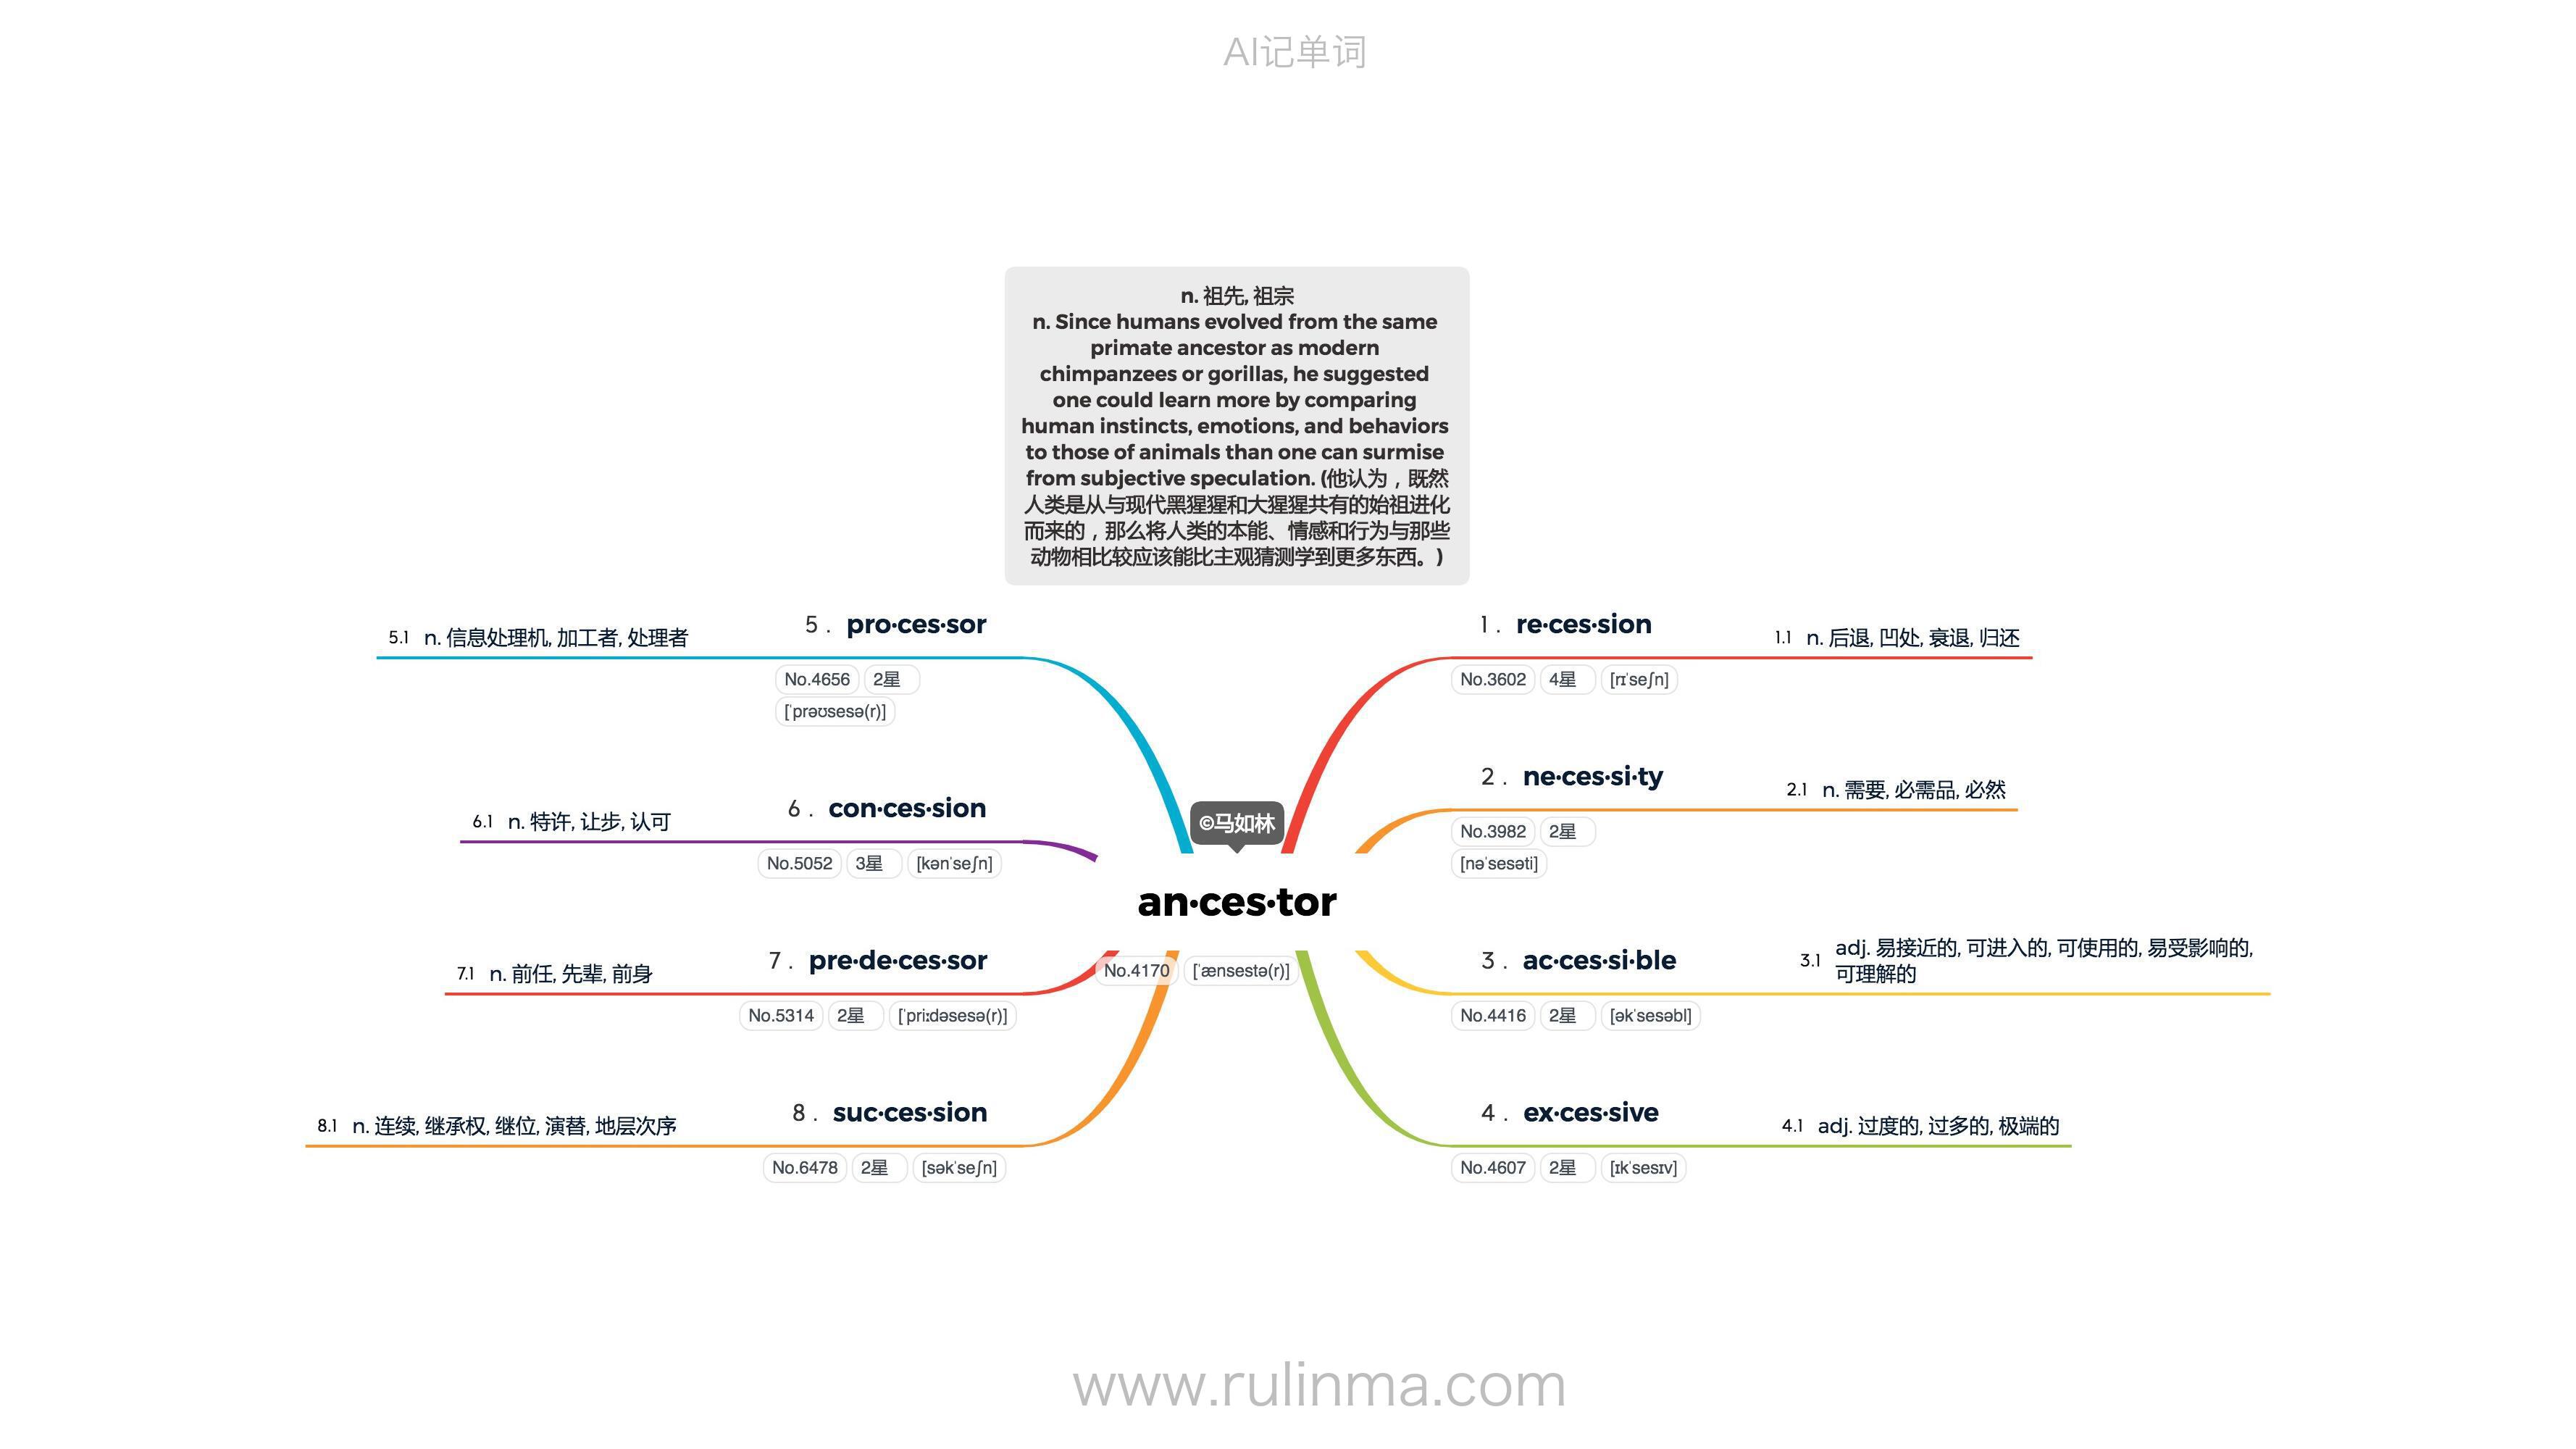 AI记单词
n. 祖先, 祖宗
n. Since humans evolved from the same
primate ancestor as modern
chimpanzees or gorillas, he suggested
one could learn more by comparing
human instincts, emotions, and behaviors
to those of animals than one can surmise
from subjective speculation. (他认为，既然
人类是从与现代黑猩猩和大猩猩共有的始祖进化
而来的，那么将人类的本能、情感和行为与那些
动物相比较应该能比主观猜测学到更多东西。)
©马如林
an·ces·tor
No.4170 [ˈænsestə(r)]
1 . re·ces·sion
No.3602 4星 [rɪˈseʃn]
1.1 n. 后退, 凹处, 衰退, 归还
2 . ne·ces·si·ty
No.3982 2星
[nəˈsesəti]
2.1 n. 需要, 必需品, 必然
3 . ac·ces·si·ble
No.4416 2星 [əkˈsesəbl]
3.1 adj. 易接近的, 可进入的, 可使用的, 易受影响的,
可理解的
4 . ex·ces·sive
No.4607 2星 [ɪkˈsesɪv]
4.1 adj. 过度的, 过多的, 极端的
5 . pro·ces·sor
No.4656 2星
[ˈprəʊsesə(r)]
5.1 n. 信息处理机, 加工者, 处理者
6 . con·ces·sion
No.5052 3星 [kənˈseʃn]
6.1 n. 特许, 让步, 认可
7 . pre·de·ces·sor
No.5314 2星 [ˈpriːdəsesə(r)]
7.1 n. 前任, 先辈, 前身
8 . suc·ces·sion
No.6478 2星 [səkˈseʃn]
8.1 n. 连续, 继承权, 继位, 演替, 地层次序
www.rulinma.com